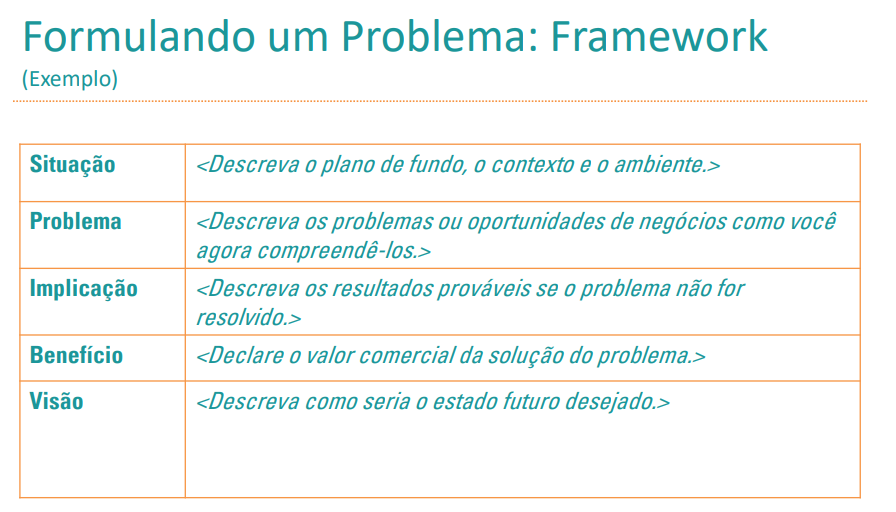 Formulando um Problema: Framework
(Exemplo)
Situação
<Descreva o plano de fundo, o contexto e o ambiente.>
Problema
<Descreva os problemas ou oportunidades de negócios como você
agora compreendê-los.>
Implicação
<Descreva os resultados prováveis se o problema não for
resolvido.>
Benefício
<Declare o valor comercial da solução do problema.>
Visão
<Descreva como seria o estado futuro desejado.>